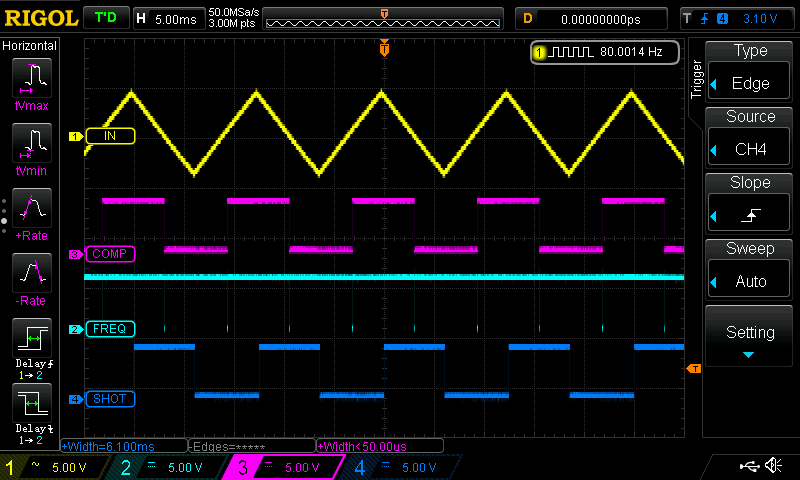 RIGOL T'D H 5.00ms 50.0MSa/s 3.00M pts T D 0.00000000ps T 4 3.10 V
Horizontal
T
1 80.0014 Hz
Trigger
Type
Edge
Source
CH4
Slope
Sweep
Auto
Setting
tVmax
tVmin
+Rate
-Rate
Delay
1→2
Delay
1→2
1 IN
3 COMP
2 FREQ
4 SHOT
T
+Width=6.100ms -Edges=***** +Width<50.00us
1 ~ 5.00 V 2 5.00 V 3 5.00 V 4 5.00 V